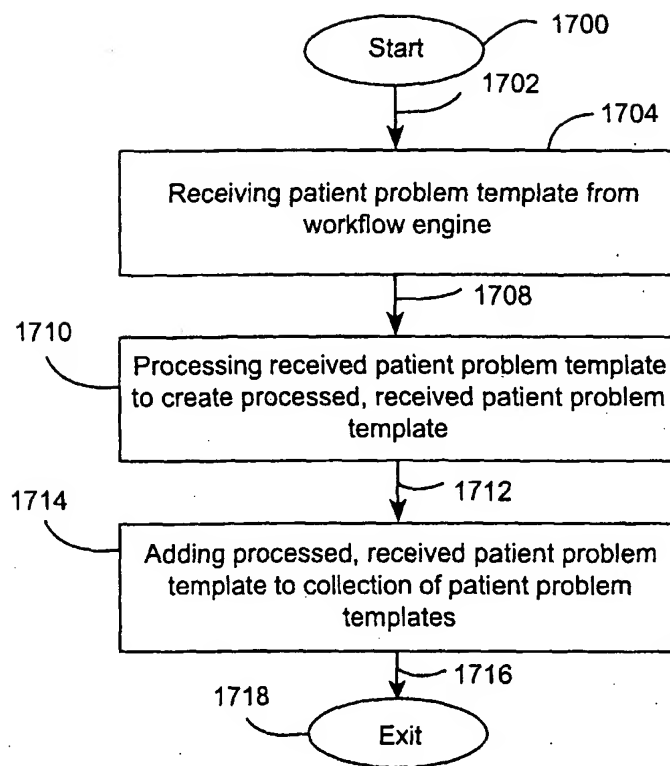 Start
1700
1702
1704
Receiving patient problem template from
workflow engine
1708
1710
Processing received patient problem template
to create processed, received patient problem
template
1712
1714
Adding processed, received patient problem
template to collection of patient problem
templates
1716
1718
Exit